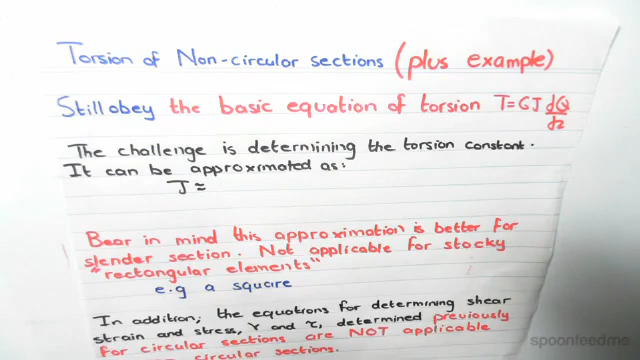 Torsion of Non-circular sections (plus example)
Still obey the basic equation of torsion T=GJ dθ/dz
The challenge is determining the torsion constant.
It can be approximated as:
J ≈
Bear in mind this approximation is better for
slender section. Not applicable for stocky
"rectangular elements"
e.g a square
In addition; the equations for determining shear
strain and stress, γ and τ, determined previously
for circular sections are NOT applicable
circular sections.
spoonfeedme